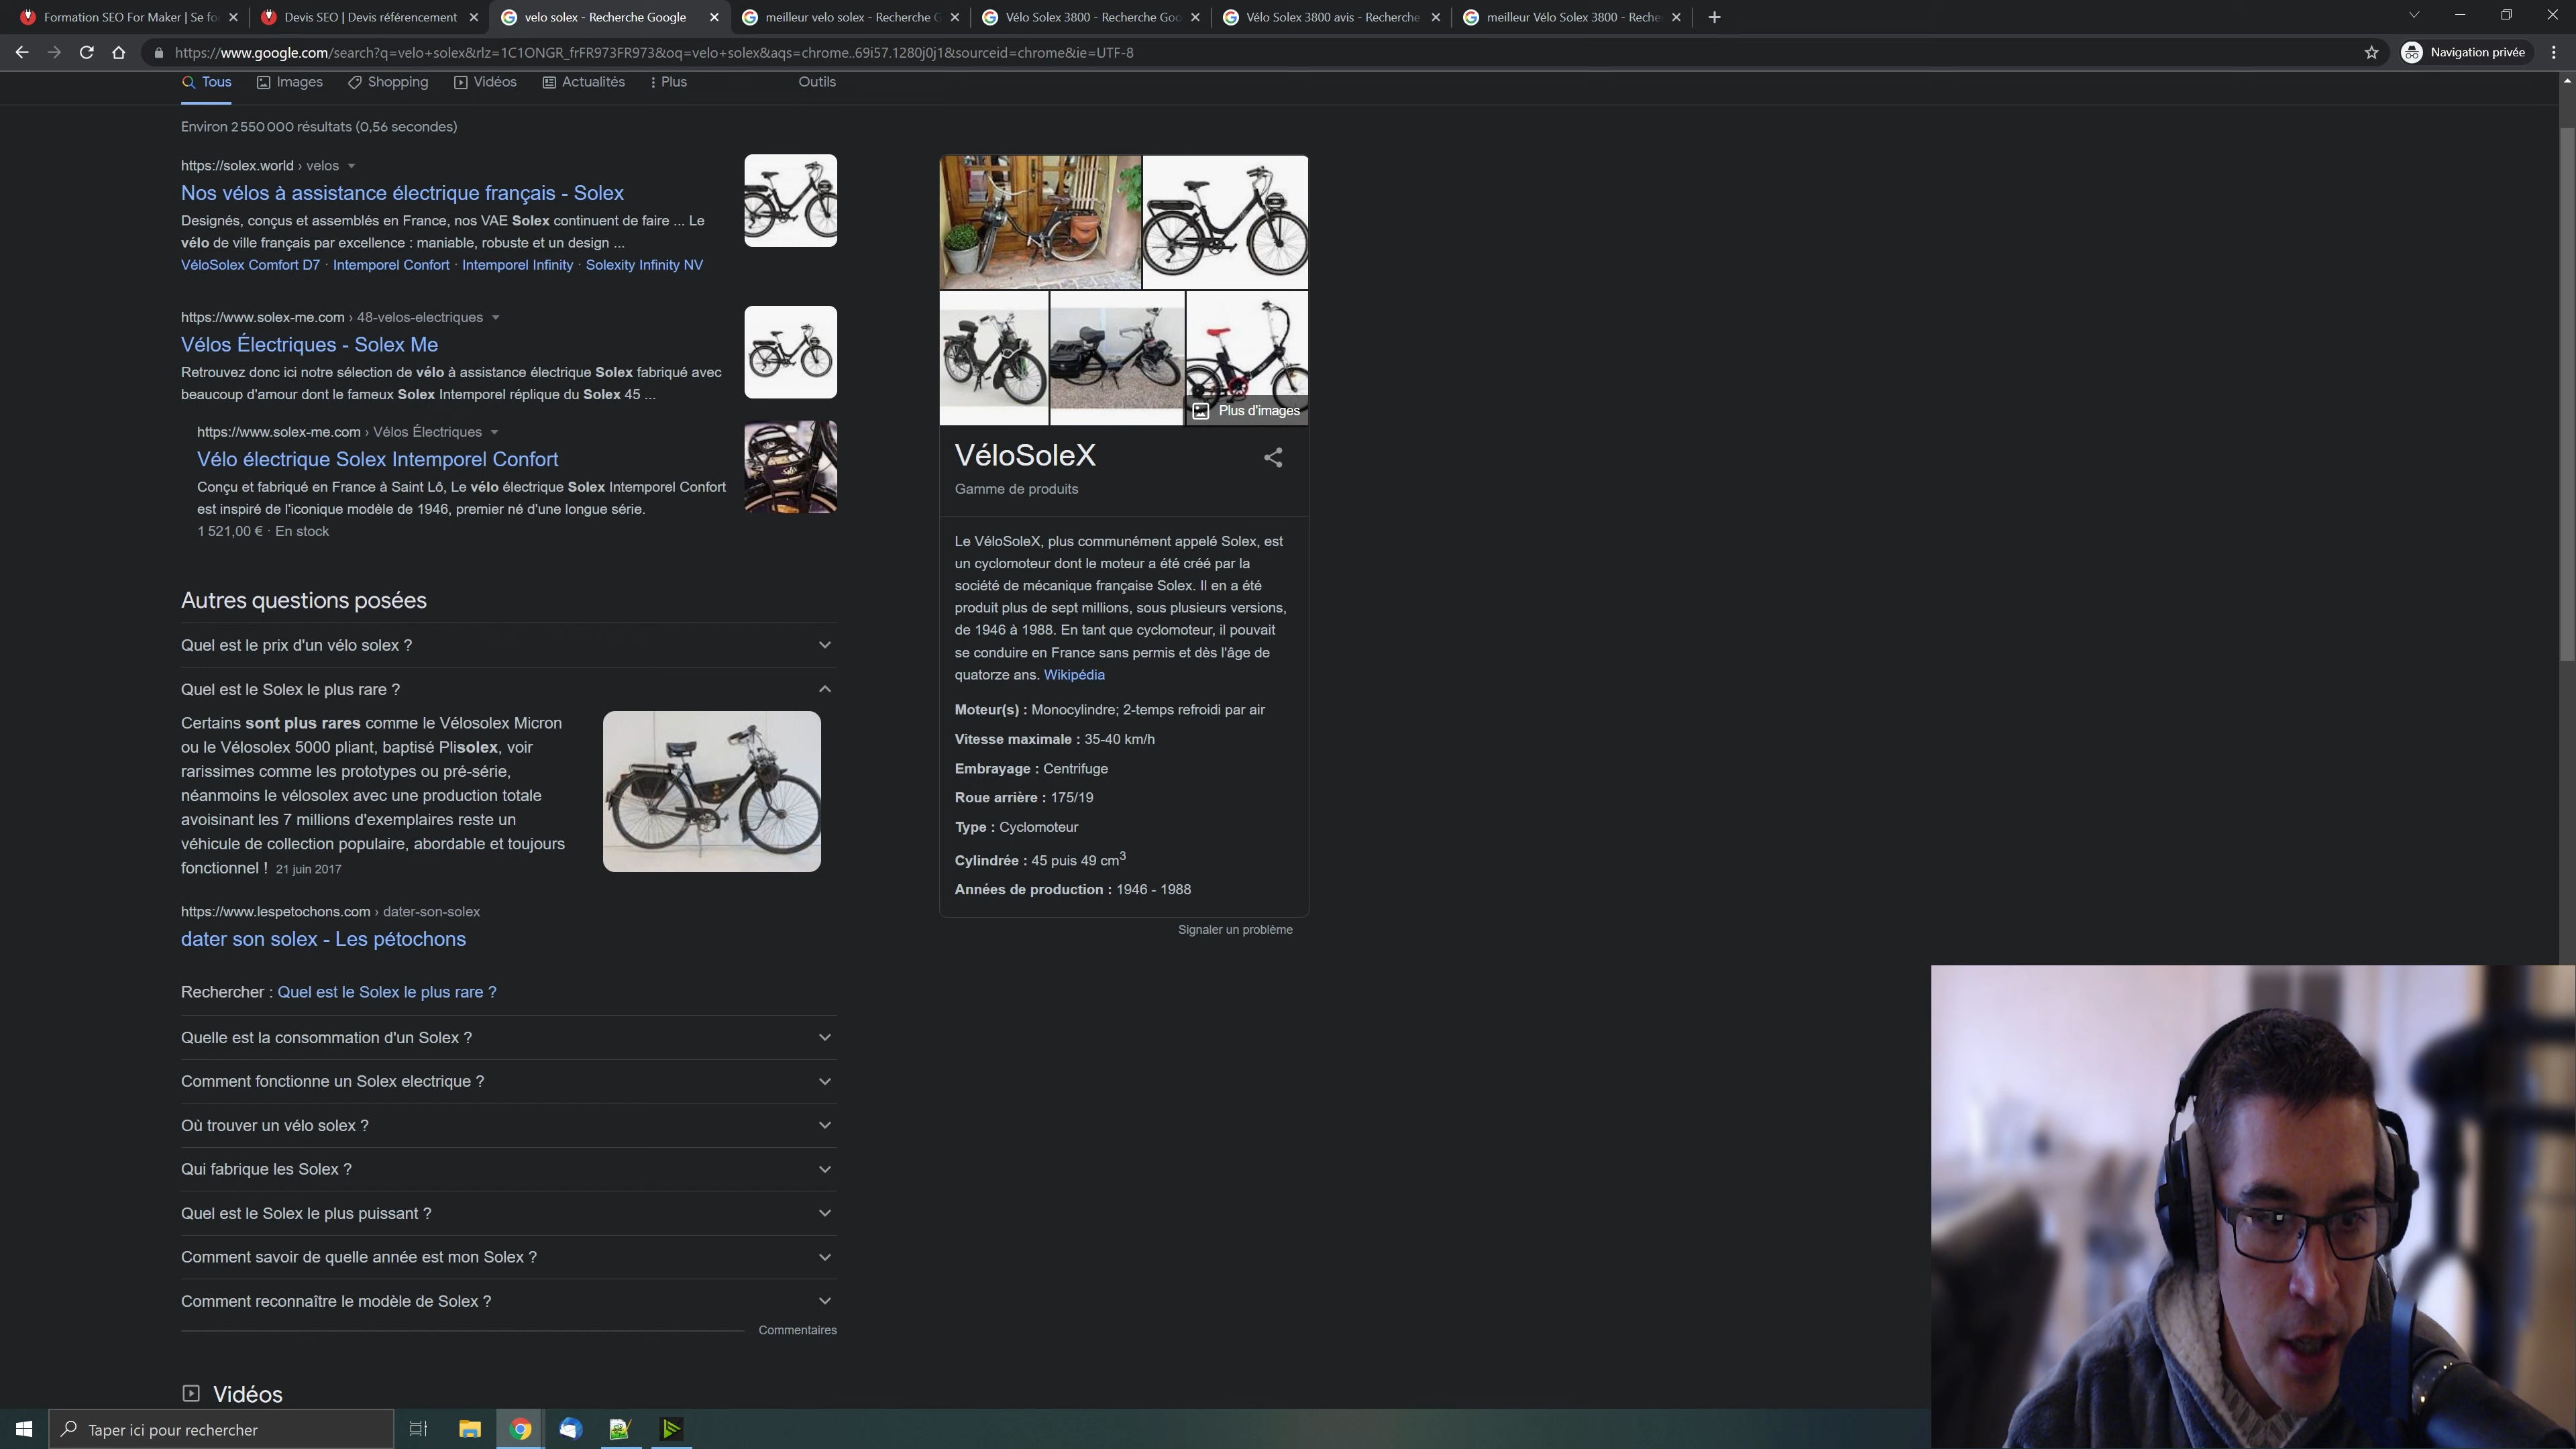 Formation SEO For Maker | Se fo
Devis SEO | Devis référencement
velo solex - Recherche Google
meilleur velo solex - Recherche G
Vélo Solex 3800 - Recherche Goo
Vélo Solex 3800 avis - Recherche
meilleur Vélo Solex 3800 - Reche
https://www.google.com/search?q=velo+solex&rlz=1C1ONGR_frFR973FR973&oq=velo+solex&aqs=chrome..69i57.1280j0j1&sourceid=chrome&ie=UTF-8
Navigation privée
Tous
Images
Shopping
Vidéos
Actualités
Plus
Outils
Environ 2 550 000 résultats (0,56 secondes)
https://solex.world › velos
Nos vélos à assistance électrique français - Solex
Designés, conçus et assemblés en France, nos VAE Solex continuent de faire ... Le
vélo de ville français par excellence : maniable, robuste et un design ...
VéloSolex Comfort D7 · Intemporel Confort · Intemporel Infinity · Solexity Infinity NV
https://www.solex-me.com › 48-velos-electriques
Vélos Électriques - Solex Me
Retrouvez donc ici notre sélection de vélo à assistance électrique Solex fabriqué avec
beaucoup d'amour dont le fameux Solex Intemporel réplique du Solex 45 ...
https://www.solex-me.com › Vélos Électriques
Vélo électrique Solex Intemporel Confort
Conçu et fabriqué en France à Saint Lô, Le vélo électrique Solex Intemporel Confort
est inspiré de l'iconique modèle de 1946, premier né d'une longue série.
1 521,00 € · En stock
Autres questions posées
Quel est le prix d'un vélo solex ?
Quel est le Solex le plus rare ?
Certains sont plus rares comme le Vélosolex Micron
ou le Vélosolex 5000 pliant, baptisé Plisolex, voir
rarissimes comme les prototypes ou pré-série,
néanmoins le vélosolex avec une production totale
avoisinant les 7 millions d'exemplaires reste un
véhicule de collection populaire, abordable et toujours
fonctionnel ! 21 juin 2017
https://www.lespetochons.com › dater-son-solex
dater son solex - Les pétochons
Rechercher : Quel est le Solex le plus rare ?
Quelle est la consommation d'un Solex ?
Comment fonctionne un Solex electrique ?
Où trouver un vélo solex ?
Qui fabrique les Solex ?
Quel est le Solex le plus puissant ?
Comment savoir de quelle année est mon Solex ?
Comment reconnaître le modèle de Solex ?
Commentaires
Vidéos
Plus d'images
VéloSoleX
Gamme de produits
Le VéloSoleX, plus communément appelé Solex, est
un cyclomoteur dont le moteur a été créé par la
société de mécanique française Solex. Il en a été
produit plus de sept millions, sous plusieurs versions,
de 1946 à 1988. En tant que cyclomoteur, il pouvait
se conduire en France sans permis et dès l'âge de
quatorze ans. Wikipédia
Moteur(s) : Monocylindre; 2-temps refroidi par air
Vitesse maximale : 35-40 km/h
Embrayage : Centrifuge
Roue arrière : 175/19
Type : Cyclomoteur
Cylindrée : 45 puis 49 cm³
Années de production : 1946 - 1988
Signaler un problème
Taper ici pour rechercher